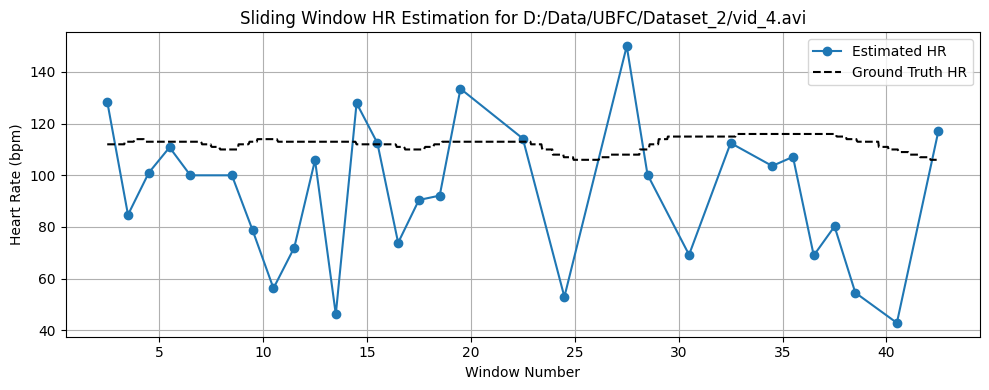 Sliding Window HR Estimation for D:/Data/UBFC/Dataset_2/vid_4.avi
Estimated HR
Ground Truth HR
Heart Rate (bpm)
140
120
100
80
60
40
5 10 15 20 25 30 35 40
Window Number